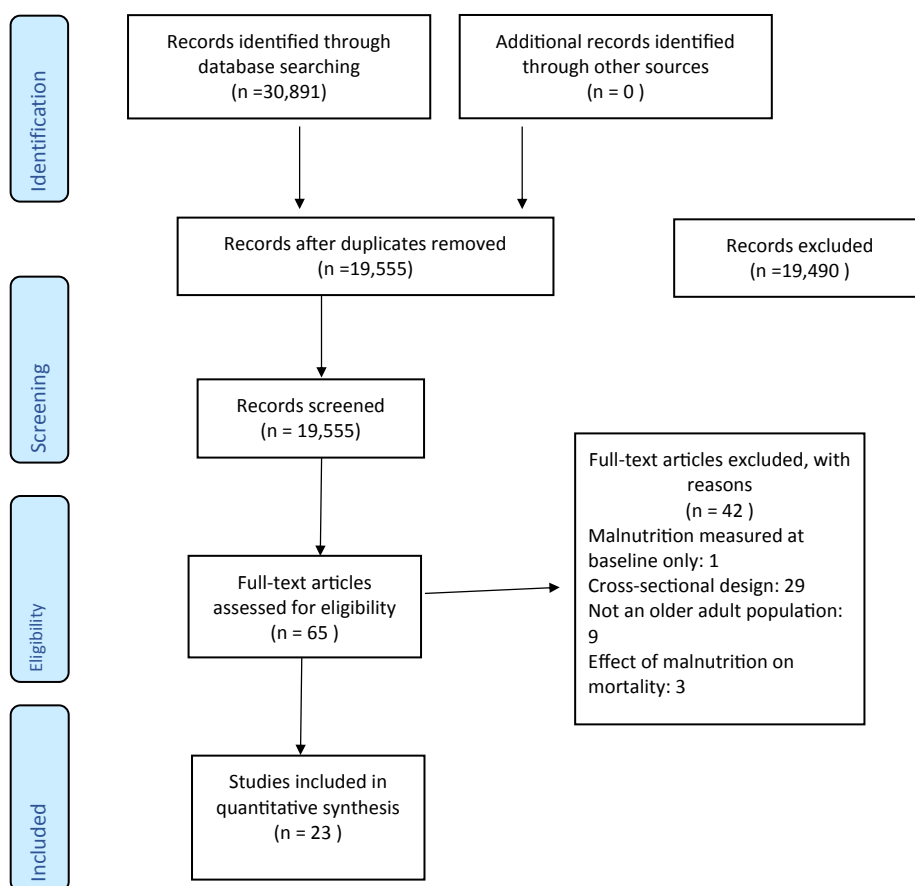 Identification
Records identified through
database searching
(n =30,891)
Additional records identified
through other sources
(n = 0 )
Records after duplicates removed
(n =19,555)
Records excluded
(n =19,490 )
Screening
Records screened
(n = 19,555)
Full-text articles excluded, with
reasons
(n = 42 )
Malnutrition measured at
baseline only: 1
Cross-sectional design: 29
Not an older adult population:
9
Effect of malnutrition on
mortality: 3
Eligibility
Full-text articles
assessed for eligibility
(n = 65 )
Included
Studies included in
quantitative synthesis
(n = 23 )